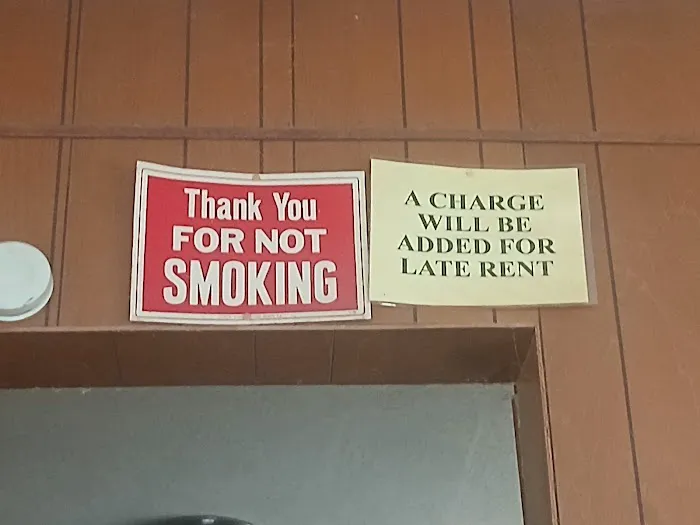 Thank You
FOR NOT
SMOKING
A CHARGE
WILL BE
ADDED FOR
LATE RENT